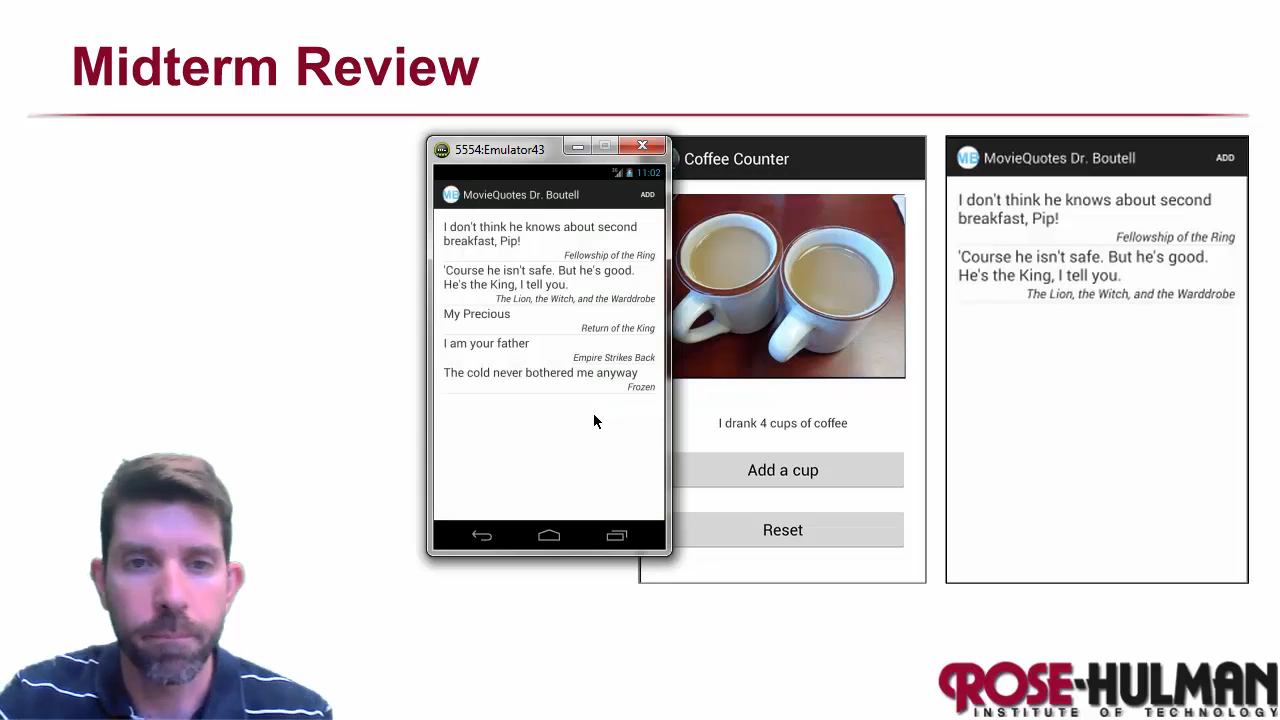 Midterm Review
5554:Emulator43
11:02
MovieQuotes Dr. Boutell
ADD
I don't think he knows about second
breakfast, Pip!
Fellowship of the Ring
'Course he isn't safe. But he's good.
He's the King, I tell you.
The Lion, the Witch, and the Warddrobe
My Precious
Return of the King
I am your father
Empire Strikes Back
The cold never bothered me anyway
Frozen
Coffee Counter
I drank 4 cups of coffee
Add a cup
Reset
MB MovieQuotes Dr. Boutell
ADD
I don't think he knows about second
breakfast, Pip!
Fellowship of the Ring
'Course he isn't safe. But he's good.
He's the King, I tell you.
The Lion, the Witch, and the Warddrobe
ROSE-HULMAN
INSTITUTE OF TECHNOLOGY